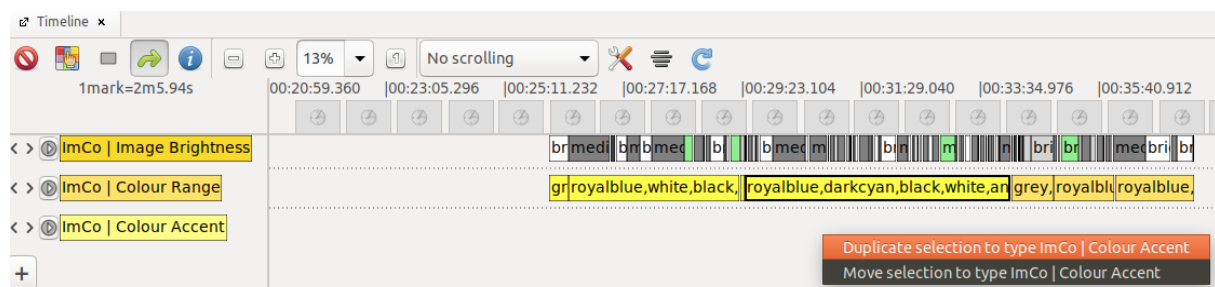 Timeline ×
13% No scrolling
1mark=2m5.94s |00:20:59.360 |00:23:05.296 |00:25:11.232 |00:27:17.168 |00:29:23.104 |00:31:29.040 |00:33:34.976 |00:35:40.912
ImCo | Image Brightness br medi bm b med b b med m bri m bri br med bri br
ImCo | Colour Range gr royalblue,white,black, royalblue,darkcyan,black,white,an grey, royalblu royalblue,
ImCo | Colour Accent
Duplicate selection to type ImCo | Colour Accent
+ Move selection to type ImCo | Colour Accent